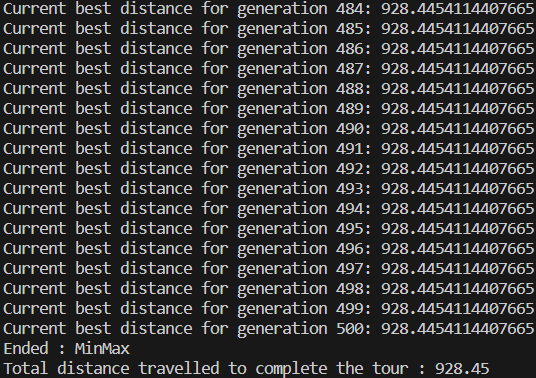 Current best distance for generation 484: 928.4454114407665
Current best distance for generation 485: 928.4454114407665
Current best distance for generation 486: 928.4454114407665
Current best distance for generation 487: 928.4454114407665
Current best distance for generation 488: 928.4454114407665
Current best distance for generation 489: 928.4454114407665
Current best distance for generation 490: 928.4454114407665
Current best distance for generation 491: 928.4454114407665
Current best distance for generation 492: 928.4454114407665
Current best distance for generation 493: 928.4454114407665
Current best distance for generation 494: 928.4454114407665
Current best distance for generation 495: 928.4454114407665
Current best distance for generation 496: 928.4454114407665
Current best distance for generation 497: 928.4454114407665
Current best distance for generation 498: 928.4454114407665
Current best distance for generation 499: 928.4454114407665
Current best distance for generation 500: 928.4454114407665
Ended : MinMax
Total distance travelled to complete the tour : 928.45